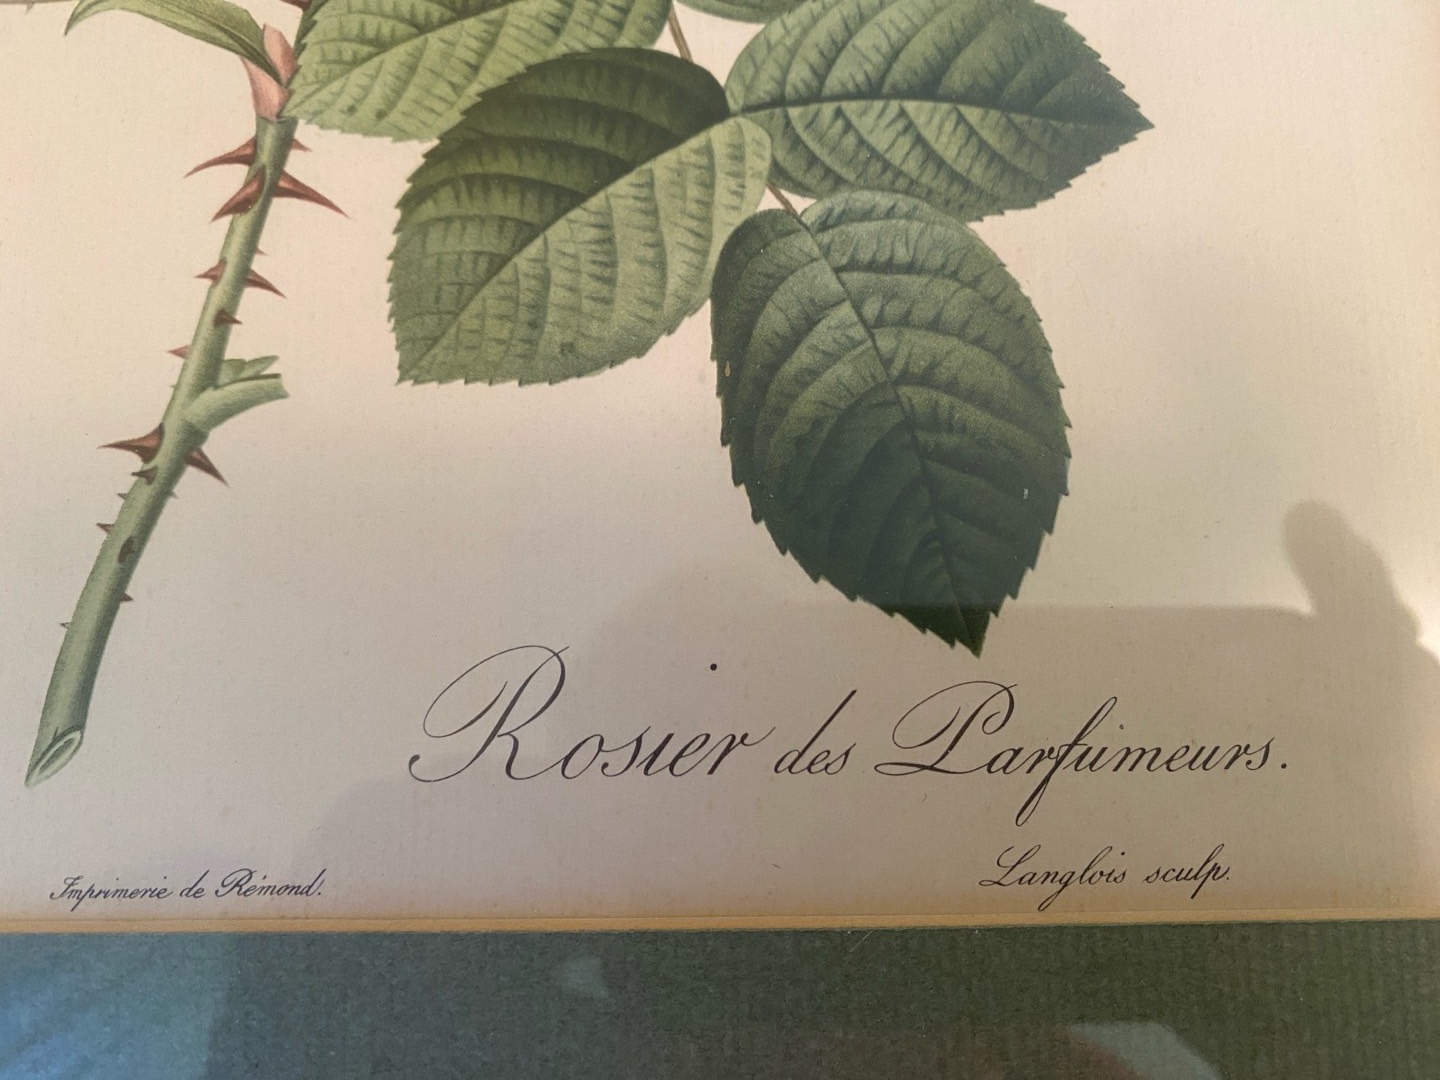 Rosier des Parfumeurs.
Langlois sculp.
Imprimerie de Rémond.